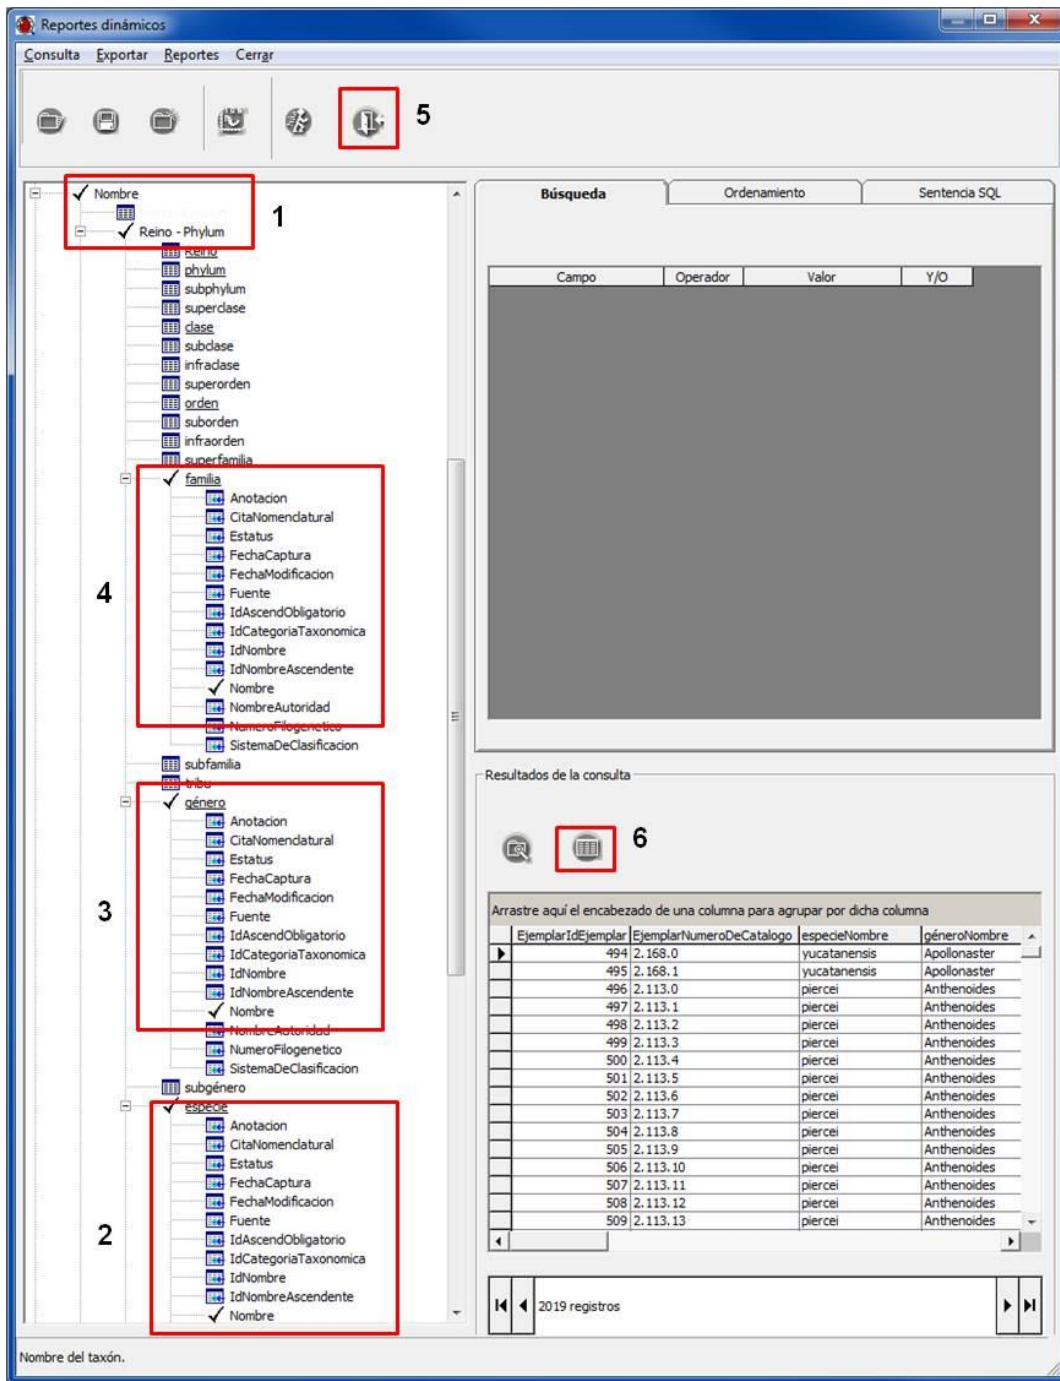 Reportes dinámicos
Consulta Exportar Reportes Cerrar
5
Nombre
1
Reino - Phylum
Reino
phylum
subphylum
superclase
clase
subclase
infraclase
superorden
orden
suborden
infraorden
superfamilia
familia
Anotacion
CitaNomenclatural
Estatus
FechaCaptura
FechaModificacion
4
Fuente
IdAscendObligatorio
IdCategoriaTaxonomica
IdNombre
IdNombreAscendente
Nombre
NombreAutoridad
NumeroFilogenetico
SistemaDeClasificacion
subfamilia
tribu
género
Anotacion
CitaNomenclatural
Estatus
FechaCaptura
FechaModificacion
3
Fuente
IdAscendObligatorio
IdCategoriaTaxonomica
IdNombre
IdNombreAscendente
Nombre
NombreAutoridad
NumeroFilogenetico
SistemaDeClasificacion
subgénero
especie
Anotacion
CitaNomenclatural
Estatus
FechaCaptura
FechaModificacion
Fuente
2
IdAscendObligatorio
IdCategoriaTaxonomica
IdNombre
IdNombreAscendente
Nombre
Búsqueda Ordenamiento Sentencia SQL
Campo Operador Valor Y/O
Resultados de la consulta
6
Arrastre aquí el encabezado de una columna para agrupar por dicha columna
EjemplarIdEjemplar EjemplarNumeroDeCatalogo especieNombre géneroNombre
494 2.168.0 yucatanensis Apollonaster
495 2.168.1 yucatanensis Apollonaster
496 2.113.0 piercei Anthenoides
497 2.113.1 piercei Anthenoides
498 2.113.2 piercei Anthenoides
499 2.113.3 piercei Anthenoides
500 2.113.4 piercei Anthenoides
501 2.113.5 piercei Anthenoides
502 2.113.6 piercei Anthenoides
503 2.113.7 piercei Anthenoides
504 2.113.8 piercei Anthenoides
505 2.113.9 piercei Anthenoides
506 2.113.10 piercei Anthenoides
507 2.113.11 piercei Anthenoides
508 2.113.12 piercei Anthenoides
509 2.113.13 piercei Anthenoides
2019 registros
Nombre del taxón.